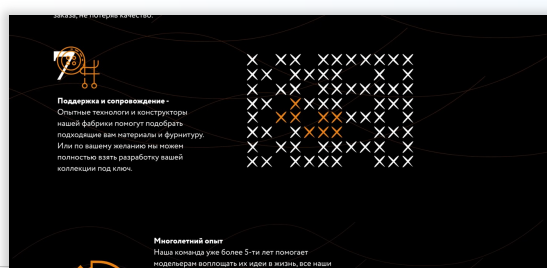 заказа, не потеряв качество.
7
Поддержка и сопровождение -
Опытные технологи и конструкторы
нашей фабрики помогут подобрать
подходящие вам материалы и фурнитуру.
Или по вашему желанию мы можем
полностью взять разработку вашей
коллекции под ключ.
Многолетний опыт
Наша команда уже более 5-ти лет помогает
модельерам воплощать их идеи в жизнь, все наши